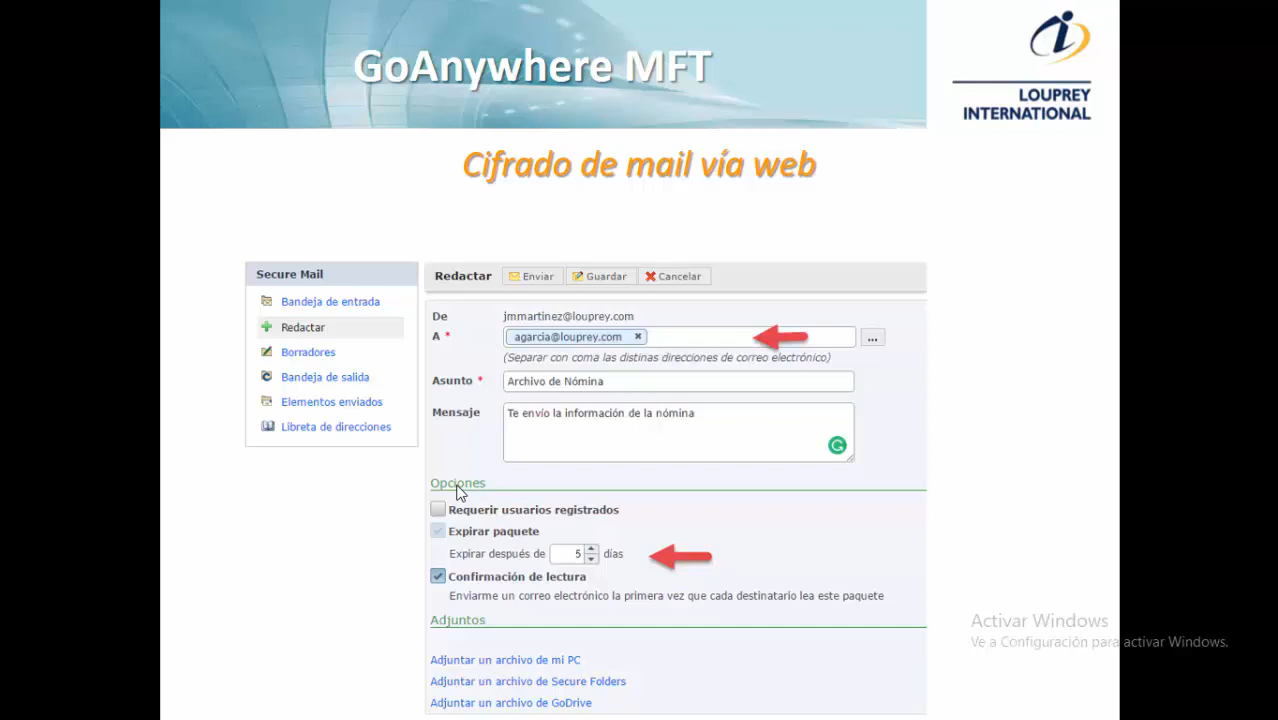 GoAnywhere MFT
LOUPREY
INTERNATIONAL
Cifrado de mail vía web
Secure Mail
Bandeja de entrada
Redactar
Borradores
Bandeja de salida
Elementos enviados
Libreta de direcciones
Redactar Enviar Guardar Cancelar
De jmmartinez@louprey.com
A * agarcia@louprey.com ✖ ...
(Separar con coma las distinas direcciones de correo electrónico)
Asunto * Archivo de Nómina
Mensaje Te envío la información de la nómina
Opciones
Requerir usuarios registrados
Expirar paquete
Expirar después de 5 días
Confirmación de lectura
Enviarme un correo electrónico la primera vez que cada destinatario lea este paquete
Adjuntos
Adjuntar un archivo de mi PC
Adjuntar un archivo de Secure Folders
Adjuntar un archivo de GoDrive
Activar Windows
Ve a Configuración para activar Windows.